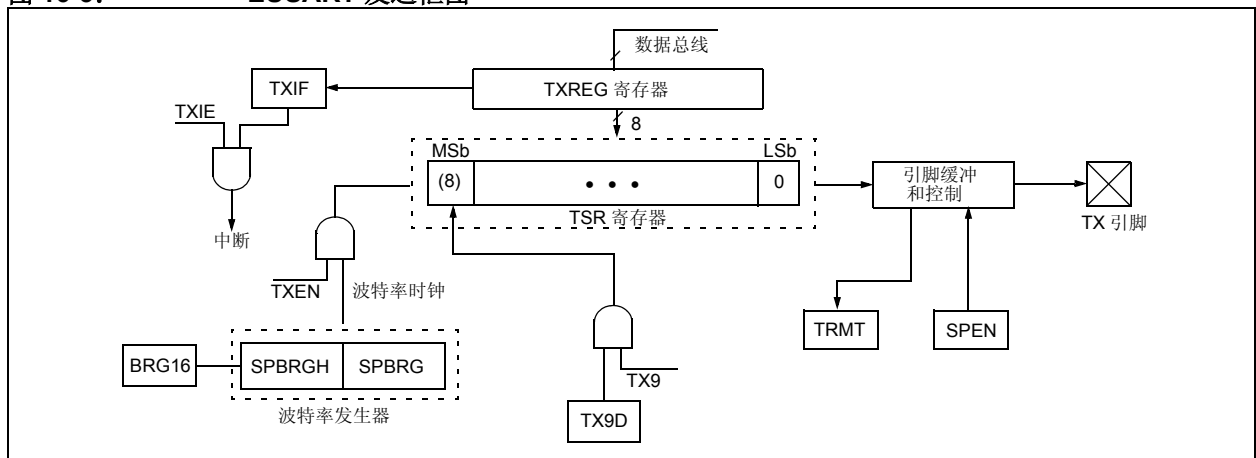 数据总线
TXREG 寄存器
TXIF
TXIE
8
MSb
LSb
(8)
• • •
0
TSR 寄存器
引脚缓冲
和控制
TX 引脚
中断
TXEN
波特率时钟
TRMT
SPEN
BRG16
SPBRGH
SPBRG
TX9
波特率发生器
TX9D